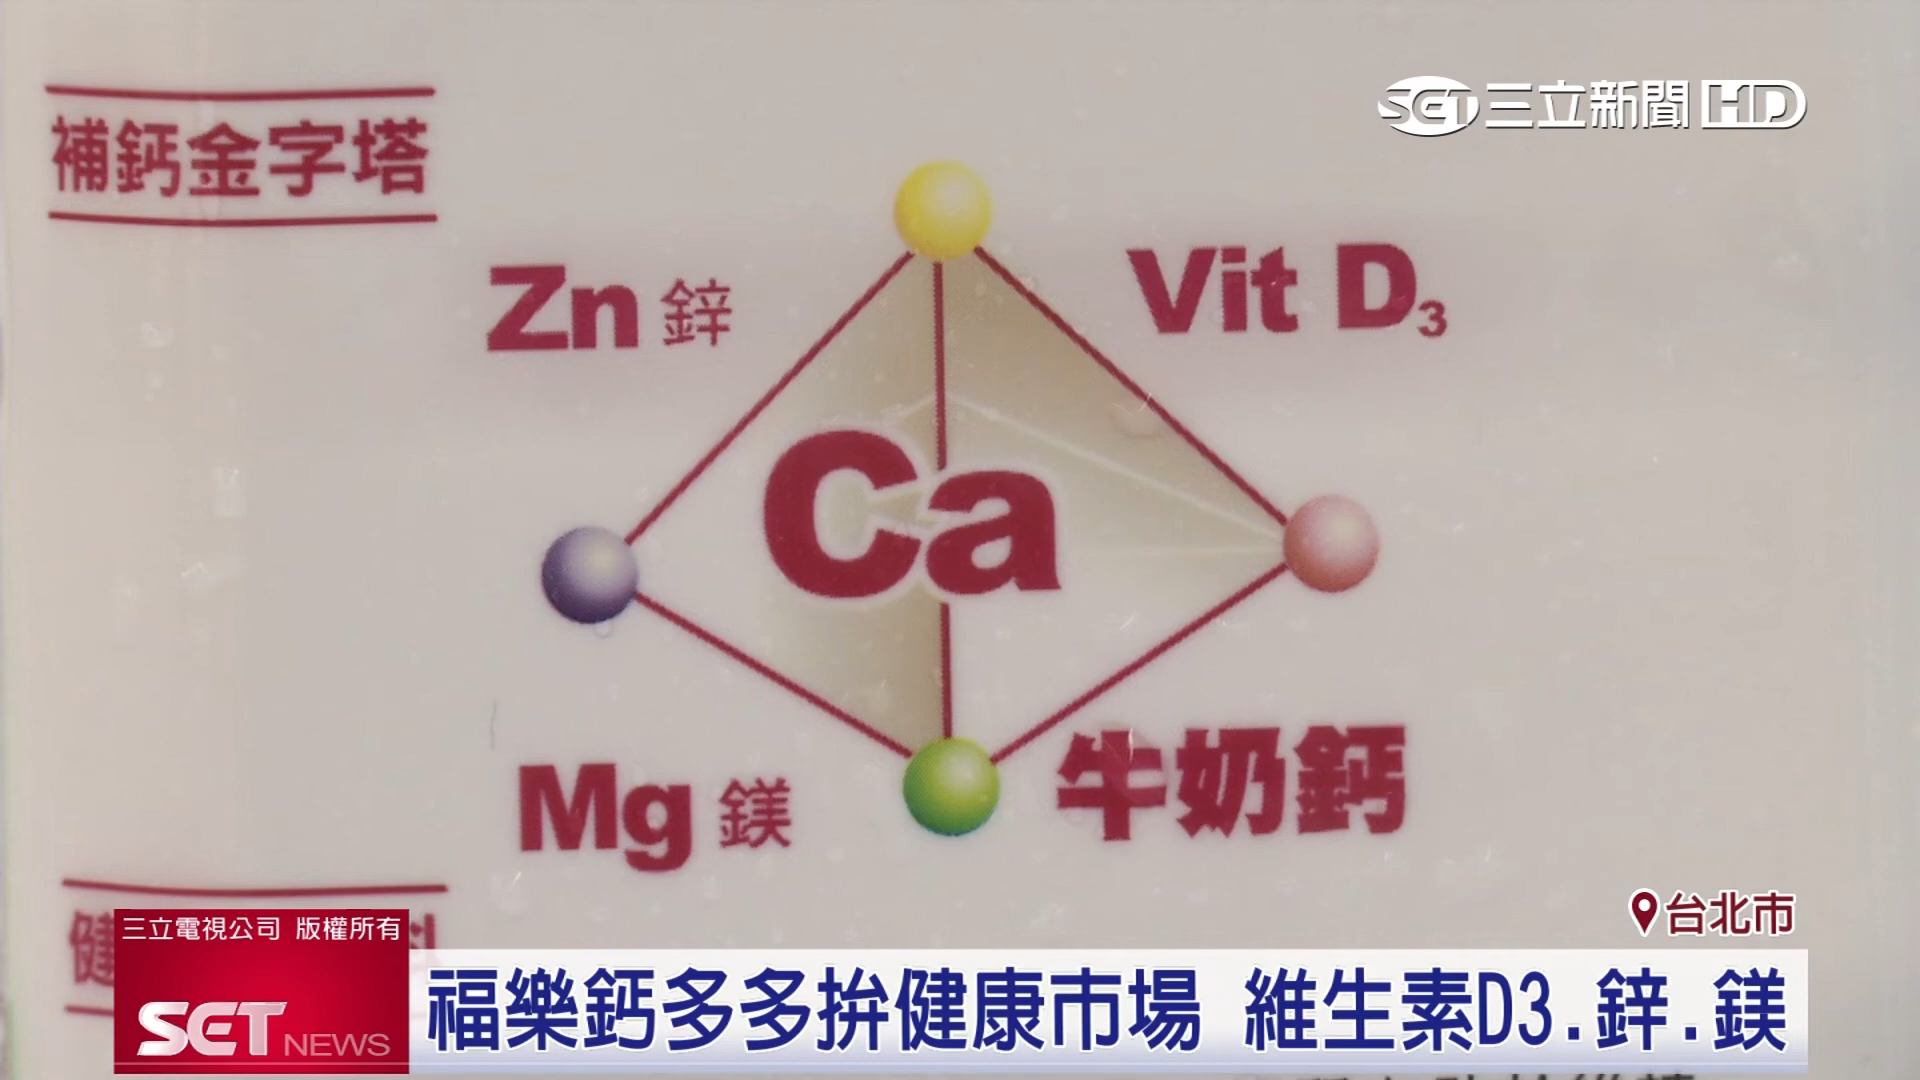 SET三立新聞HD
補鈣金字塔
Zn 鋅
Vit D3
Ca
Mg 鎂
牛奶鈣
台北市
三立電視公司 版權所有
SET NEWS
福樂鈣多多拚健康市場 維生素D3.鋅.鎂